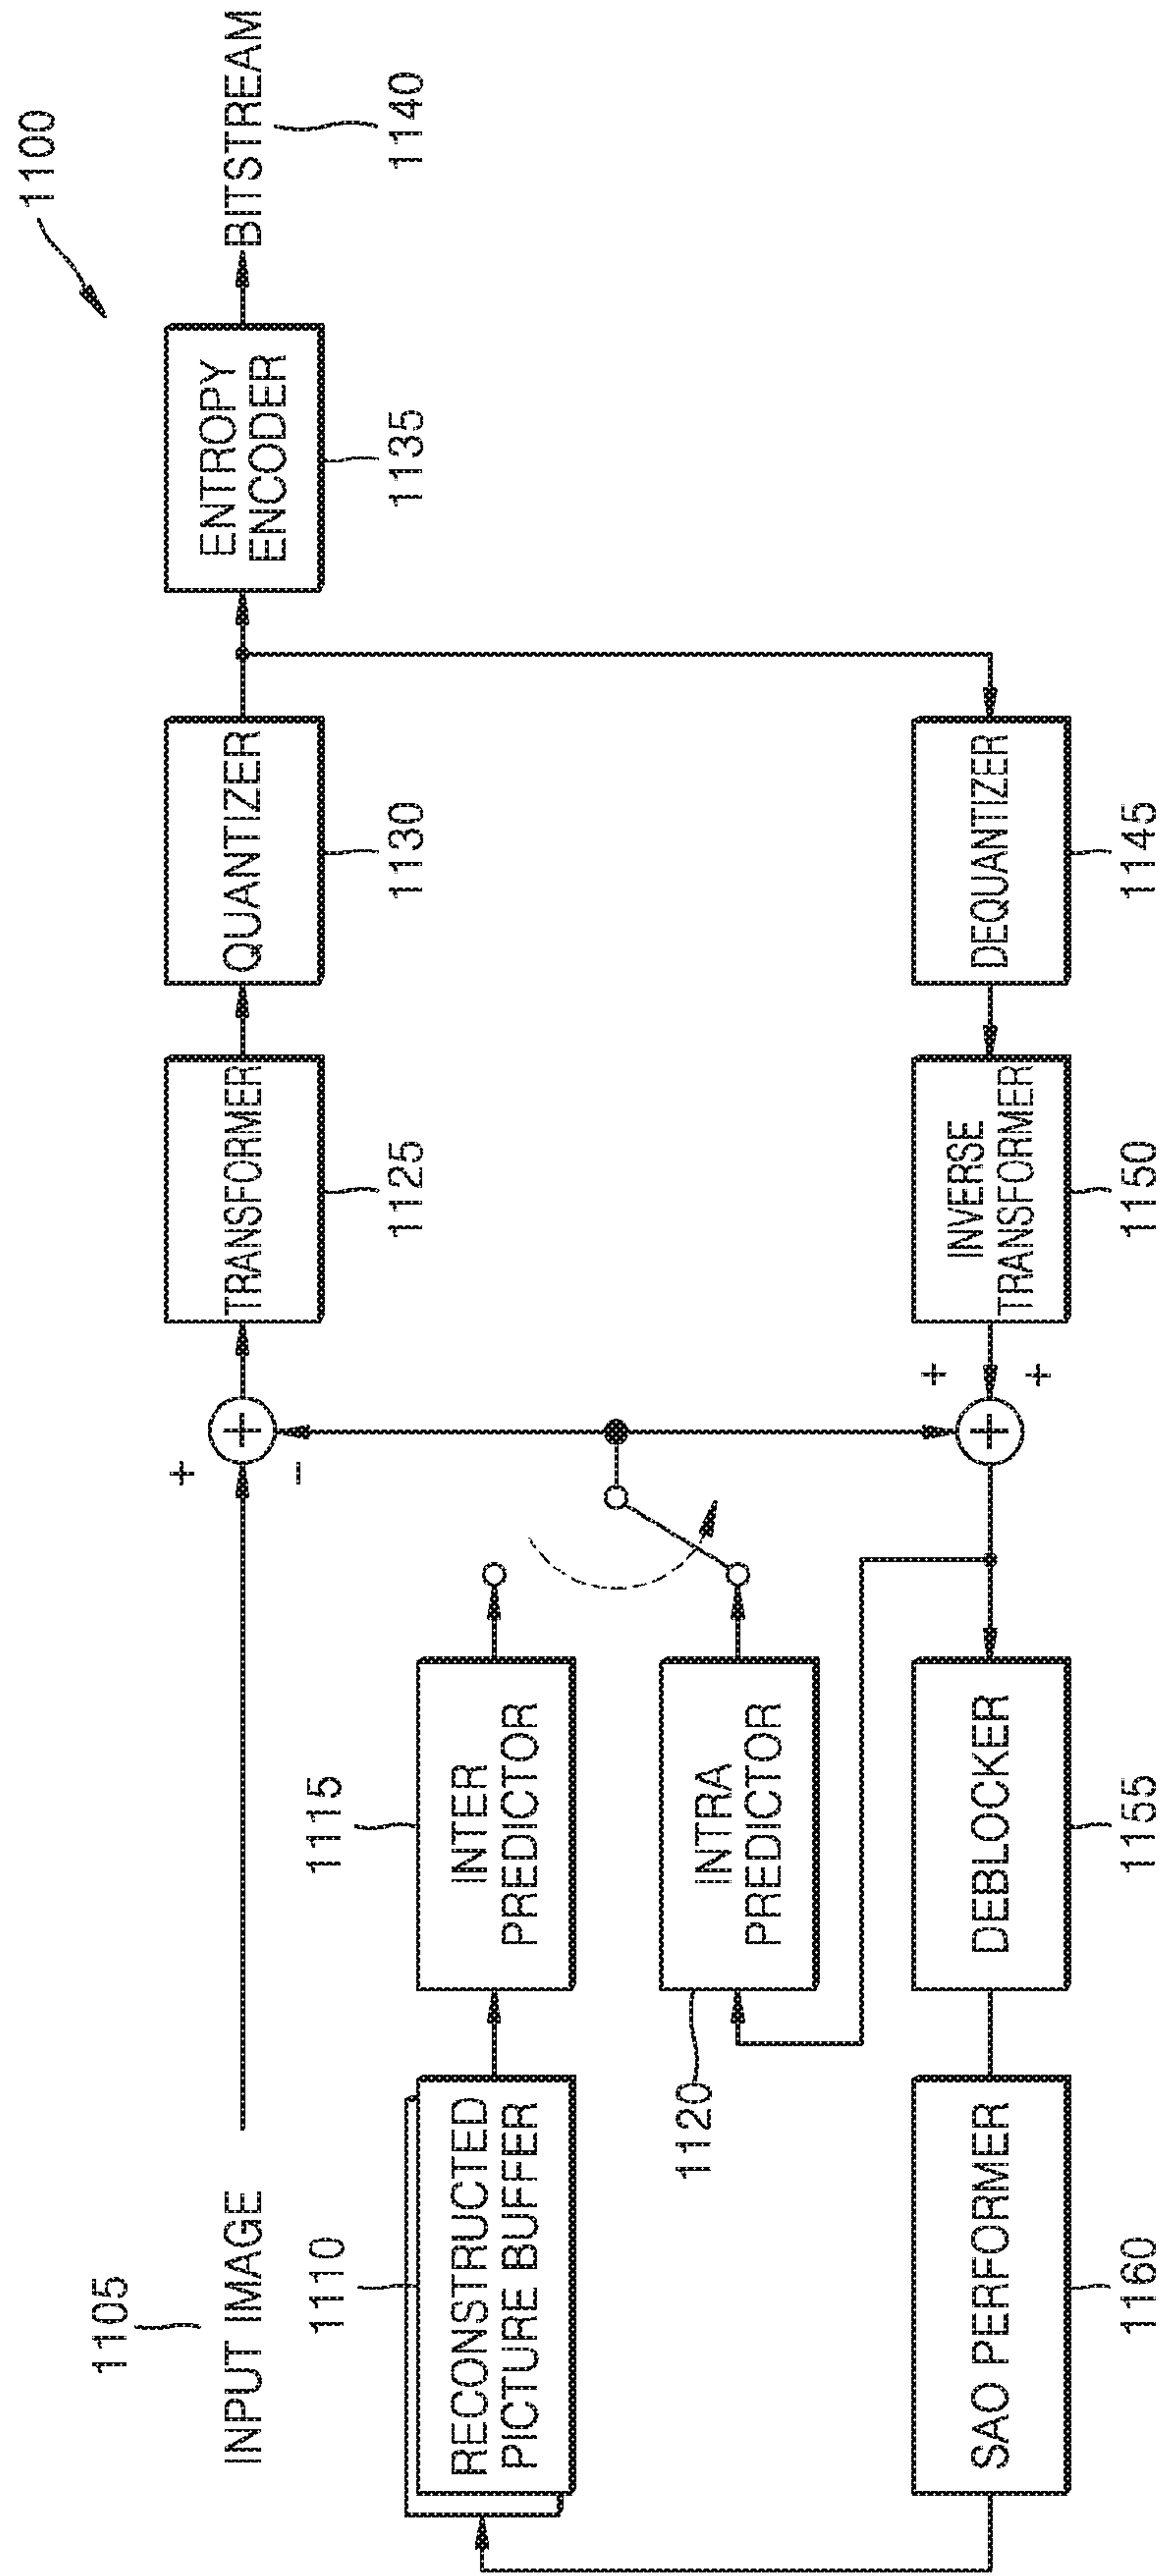 1100
1105
INPUT IMAGE
+
−
+
TRANSFORMER
1125
QUANTIZER
1130
ENTROPY
ENCODER
1135
BITSTREAM
1140
1110
RECONSTRUCTED
PICTURE BUFFER
1115
INTER
PREDICTOR
INTRA
PREDICTOR
1120
SAO PERFORMER
1160
DEBLOCKER
1155
+
+
+
INVERSE
TRANSFORMER
1150
DEQUANTIZER
1145